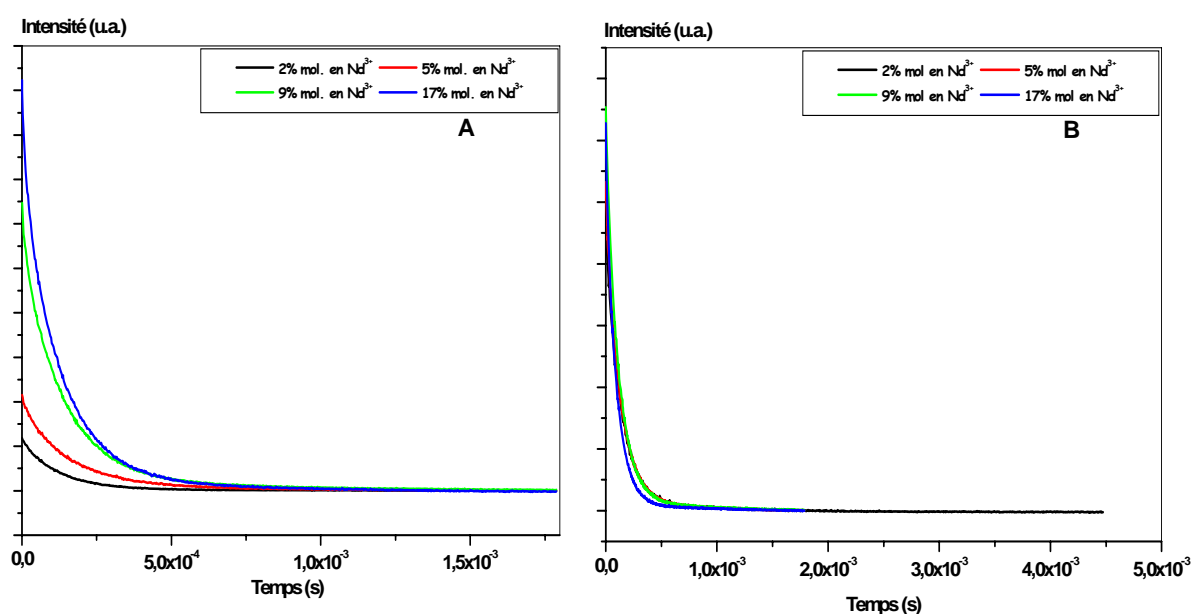 Intensité (u.a.)
2% mol. en Nd³⁺ 5% mol. en Nd³⁺
9% mol. en Nd³⁺ 17% mol. en Nd³⁺
A
0,0 5,0x10⁻⁴ 1,0x10⁻³ 1,5x10⁻³
Temps (s)
Intensité (u.a.)
2% mol en Nd³⁺ 5% mol en Nd³⁺
9% mol en Nd³⁺ 17% mol en Nd³⁺
B
0,0 1,0x10⁻³ 2,0x10⁻³ 3,0x10⁻³ 4,0x10⁻³ 5,0x10⁻³
Temps (s)